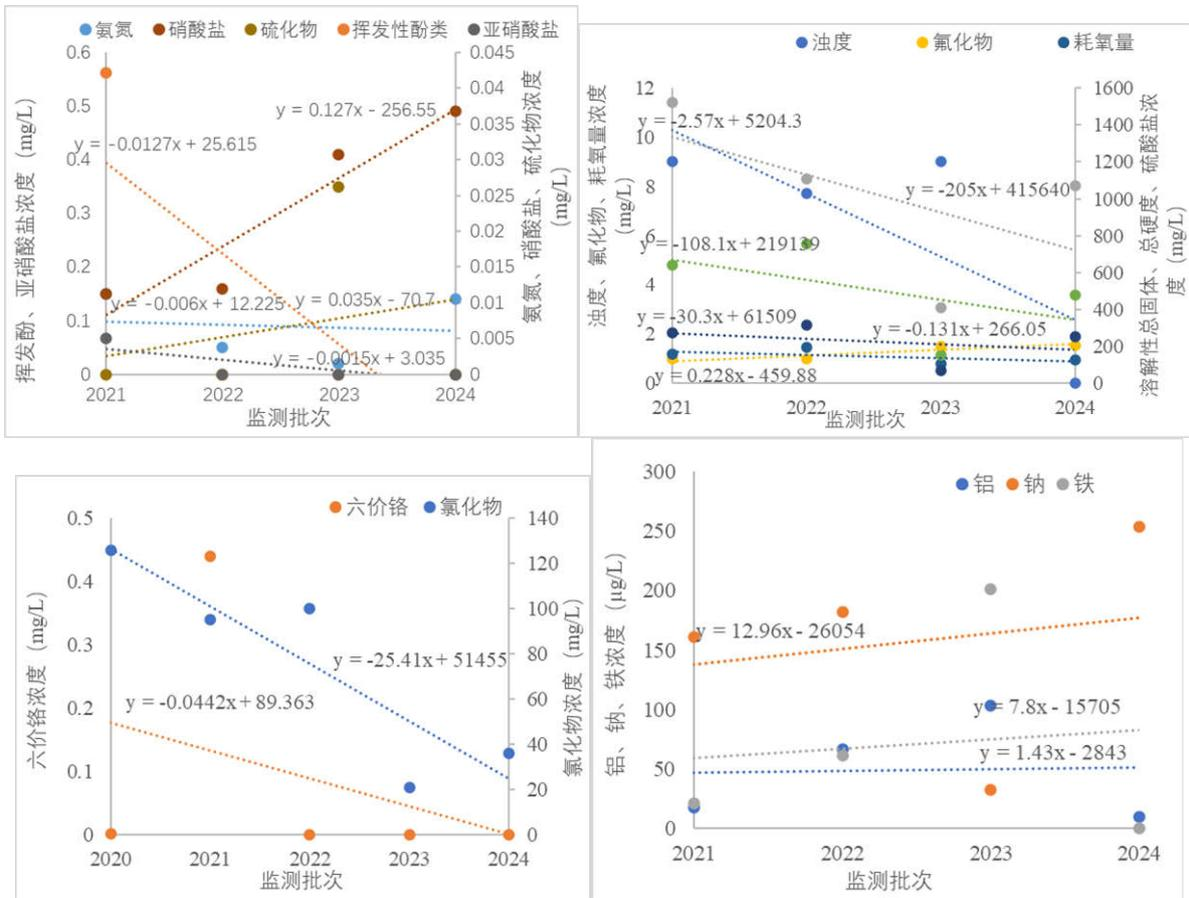 氨氮 硝酸盐 硫化物 挥发性酚类 亚硝酸盐
挥发酚、亚硝酸盐浓度（mg/L）
0.6
0.5
0.4
0.3
0.2
0.1
0
y = -0.0127x + 25.615
y = 0.127x - 256.55
y = -0.006x + 12.225
y = 0.035x - 70.7
y = -0.0015x + 3.035
0.045
0.04
0.035
0.03
0.025
0.02
0.015
0.01
0.005
0
氨氮、硝酸盐、硫化物浓度
(mg/L)
2021 2022 2023 2024
监测批次
浊度 氟化物 耗氧量
浊度、氟化物、耗氧量浓度
(mg/L)
12
10
8
6
4
2
0
y = -2.57x + 5204.3
y = -205x + 415640
y = -108.1x + 219139
y = -30.3x + 61509
y = -0.131x + 266.05
y = 0.228x - 459.88
1600
1400
1200
1000
800
600
400
200
0
溶解性总固体、总硬度、硫酸盐浓
度（mg/L）
2021 2022 2023 2024
监测批次
六价铬 氯化物
六价铬浓度（mg/L）
0.5
0.4
0.3
0.2
0.1
0
y = -25.41x + 51455
y = -0.0442x + 89.363
140
120
100
80
60
40
20
0
氯化物浓度（mg/L）
2020 2021 2022 2023 2024
监测批次
铝 钠 铁
铝、钠、铁浓度（μg/L）
300
250
200
150
100
50
0
y = 12.96x - 26054
y = 7.8x - 15705
y = 1.43x - 2843
2021 2022 2023 2024
监测批次